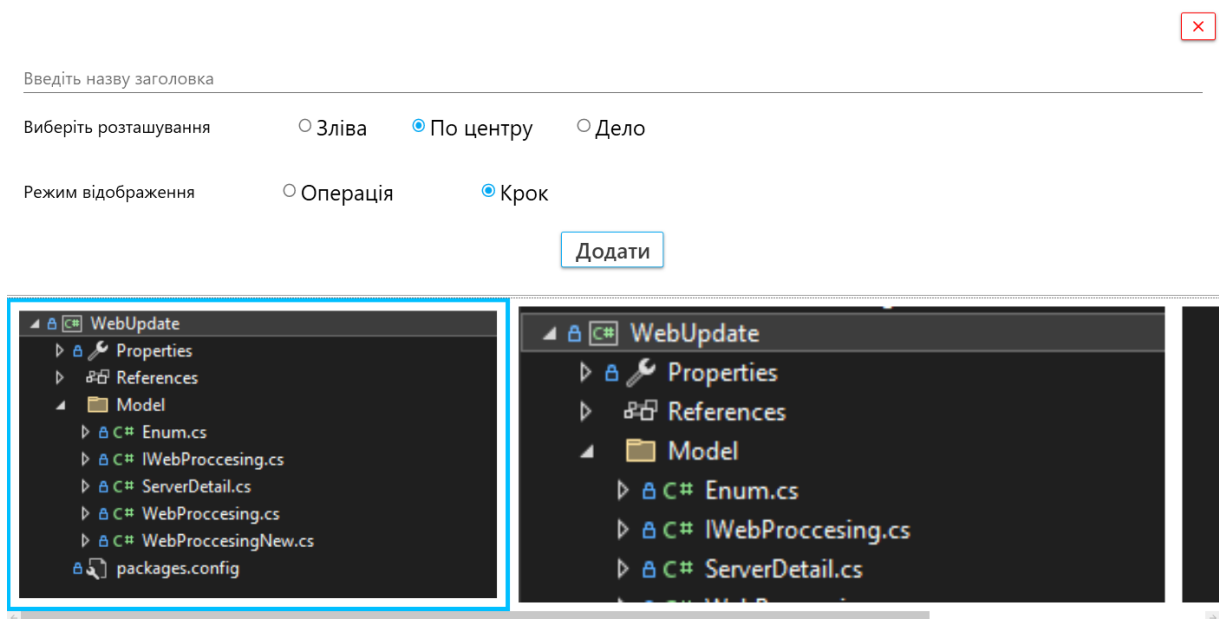 Введіть назву заголовка
Виберіть розташування Зліва По центру Дело
Режим відображення Операція Крок
Додати
WebUpdate
Properties
References
Model
C# Enum.cs
C# IWebProccesing.cs
C# ServerDetail.cs
C# WebProccesing.cs
C# WebProccesingNew.cs
packages.config
WebUpdate
Properties
References
Model
C# Enum.cs
C# IWebProccesing.cs
C# ServerDetail.cs